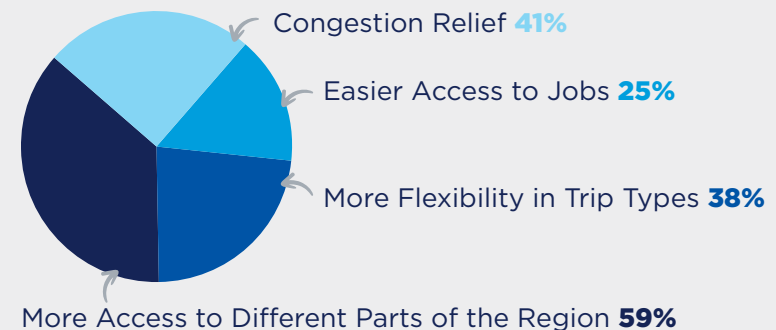 Congestion Relief 41%
Easier Access to Jobs 25%
More Flexibility in Trip Types 38%
More Access to Different Parts of the Region 59%